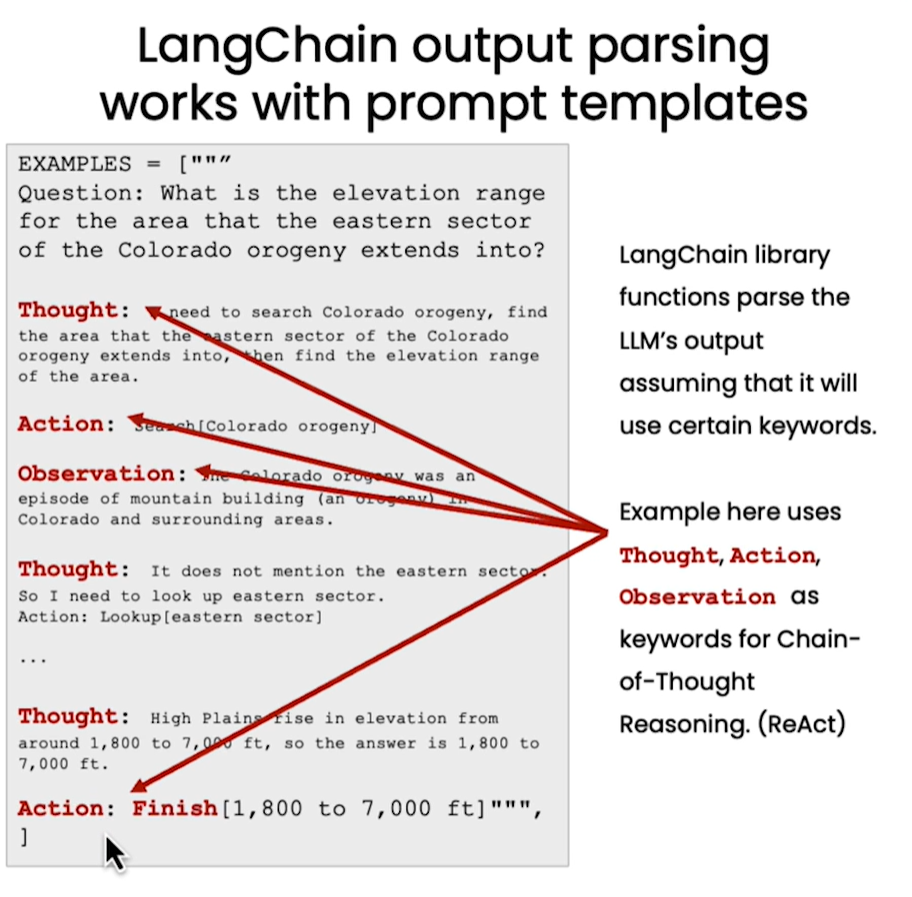 LangChain output parsing
works with prompt templates
EXAMPLES = ["""
Question: What is the elevation range
for the area that the eastern sector
of the Colorado orogeny extends into?
Thought: need to search Colorado orogeny, find
the area that the eastern sector of the Colorado
orogeny extends into, then find the elevation range
of the area.
Action: Search[Colorado orogeny]
Observation: The Colorado orogeny was an
episode of mountain building (an orogeny) in
Colorado and surrounding areas.
Thought: It does not mention the eastern sector.
So I need to look up eastern sector.
Action: Lookup[eastern sector]
...
Thought: High Plains rise in elevation from
around 1,800 to 7,000 ft, so the answer is 1,800 to
7,000 ft.
Action: Finish[1,800 to 7,000 ft]""",
]
LangChain library
functions parse the
LLM's output
assuming that it will
use certain keywords.
Example here uses
Thought, Action,
Observation as
keywords for Chain-
of-Thought
Reasoning. (ReAct)